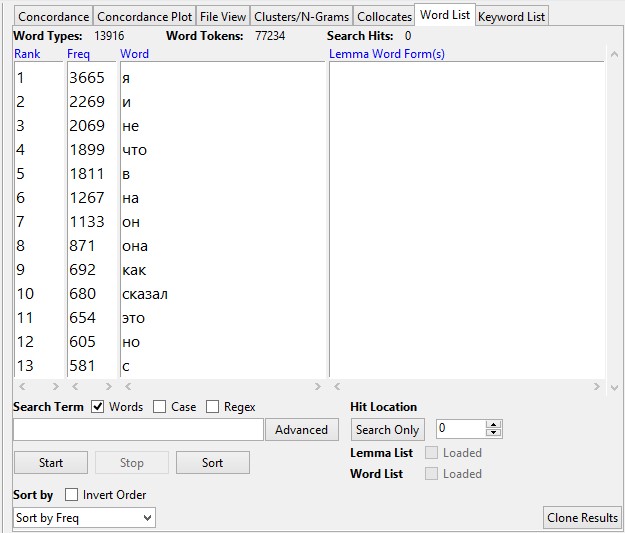 Concordance Concordance Plot File View Clusters/N-Grams Collocates Word List Keyword List
Word Types: 13916 Word Tokens: 77234 Search Hits: 0
Rank Freq Word Lemma Word Form(s)
1 3665 я
2 2269 и
3 2069 не
4 1899 что
5 1811 в
6 1267 на
7 1133 он
8 871 она
9 692 как
10 680 сказал
11 654 это
12 605 но
13 581 с
Search Term Words Case Regex Hit Location
Advanced Search Only 0
Start Stop Sort Lemma List Loaded
Word List Loaded
Sort by Invert Order
Sort by Freq Clone Results